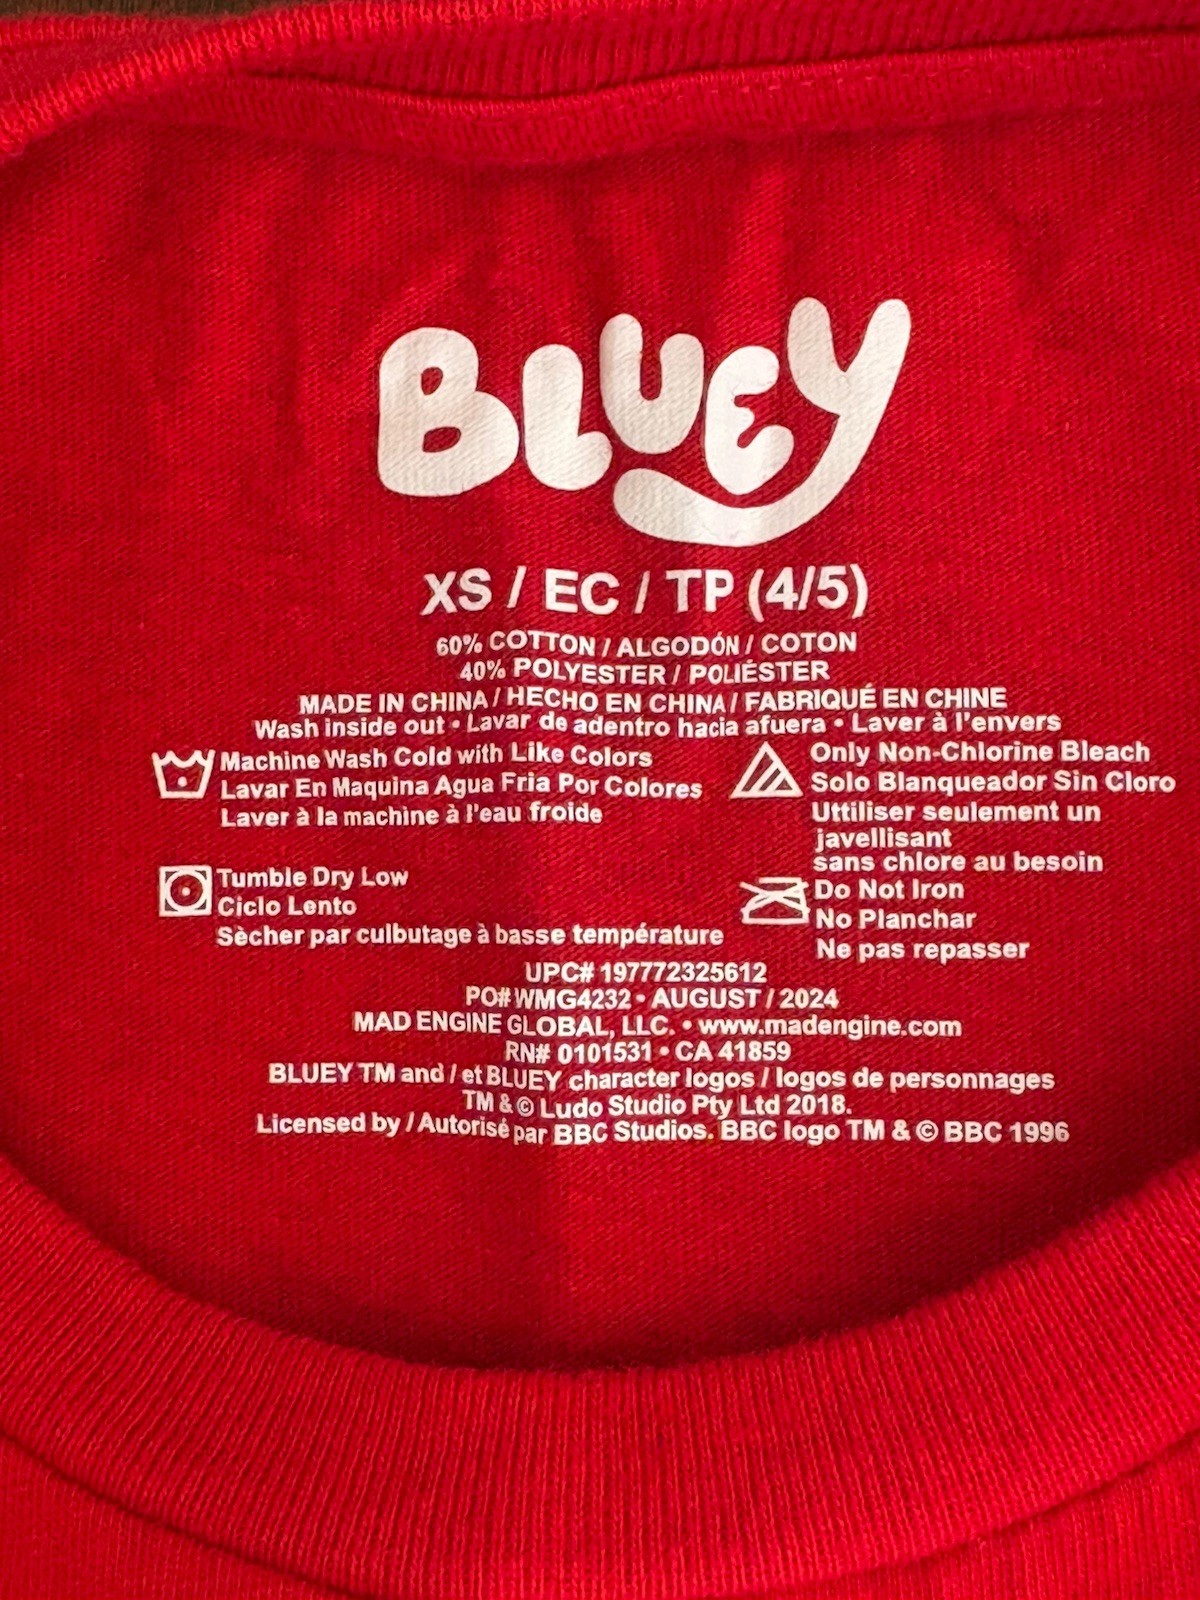 BLUEY
XS / EC / TP (4/5)
60% COTTON / ALGODÓN / COTON
40% POLYESTER / POLIÉSTER
MADE IN CHINA / HECHO EN CHINA / FABRIQUÉ EN CHINE
Wash inside out • Lavar de adentro hacia afuera • Laver à l'envers
Machine Wash Cold with Like Colors
Lavar En Maquina Agua Fria Por Colores
Laver à la machine à l'eau froide
Only Non-Chlorine Bleach
Solo Blanqueador Sin Cloro
Uttiliser seulement un
javellisant
sans chlore au besoin
Tumble Dry Low
Ciclo Lento
Sècher par culbutage à basse température
Do Not Iron
No Planchar
Ne pas repasser
UPC# 197772325612
PO# WMG4232 • AUGUST / 2024
MAD ENGINE GLOBAL, LLC. • www.madengine.com
RN# 0101531 • CA 41859
BLUEY TM and / et BLUEY character logos / logos de personnages
TM & © Ludo Studio Pty Ltd 2018.
Licensed by / Autorisé par BBC Studios. BBC logo TM & © BBC 1996